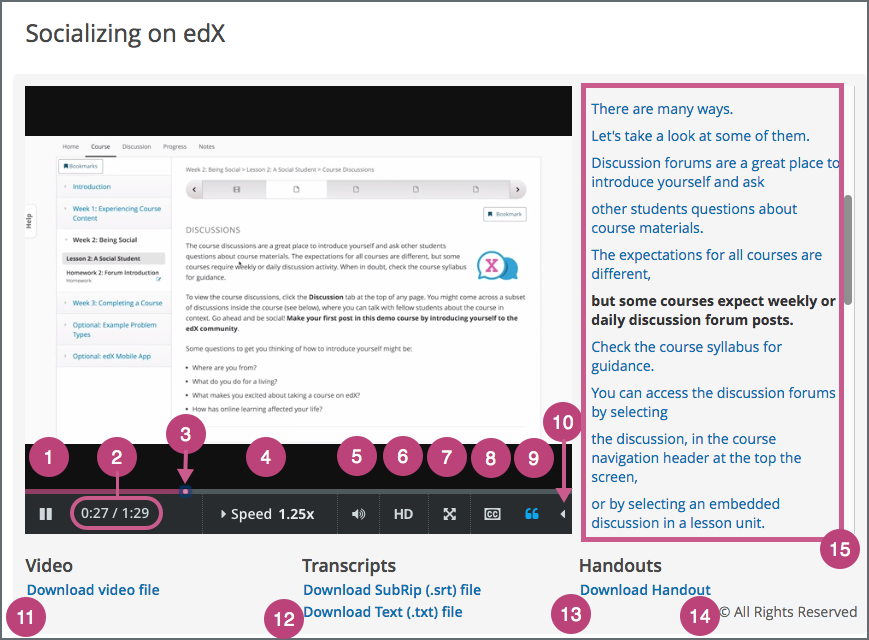 Socializing on edX
Home Course Discussion Progress Notes
Bookmarks
Introduction
Week 1: Experiencing Course
Content
Week 2: Being Social
Lesson 2: A Social Student
Homework 2: Forum Introduction
Homework
Week 3: Completing a Course
Optional: Example Problem
Types
Optional: edX Mobile App
Help
Week 2: Being Social > Lesson 2: A Social Student > Course Discussions
Bookmark
DISCUSSIONS
The course discussions are a great place to introduce yourself and ask other students
questions about course materials. The expectations for all courses are different, but some
courses require weekly or daily discussion activity. When in doubt, check the course syllabus
for guidance.
X
To view the course discussions, click the Discussion tab at the top of any page. You might come across a subset
of discussions inside the course (see below), where you can talk with fellow students about the course in
context. Go ahead and be social! Make your first post in this demo course by introducing yourself to the
edX community.
Some questions to get you thinking of how to introduce yourself might be:
• Where are you from?
• What do you do for a living?
• What makes you excited about taking a course on edX?
• How has online learning affected your life?
1 2 3 4 5 6 7 8 9 10
0:27 / 1:29
Speed 1.25x
HD
CC
There are many ways.
Let's take a look at some of them.
Discussion forums are a great place to
introduce yourself and ask
other students questions about
course materials.
The expectations for all courses are
different,
but some courses expect weekly or
daily discussion forum posts.
Check the course syllabus for
guidance.
You can access the discussion forums
by selecting
the discussion, in the course
navigation header at the top the
screen,
or by selecting an embedded
discussion in a lesson unit.
15
Video
Download video file
11
Transcripts
Download SubRip (.srt) file
Download Text (.txt) file
12
Handouts
Download Handout
13
14
© All Rights Reserved